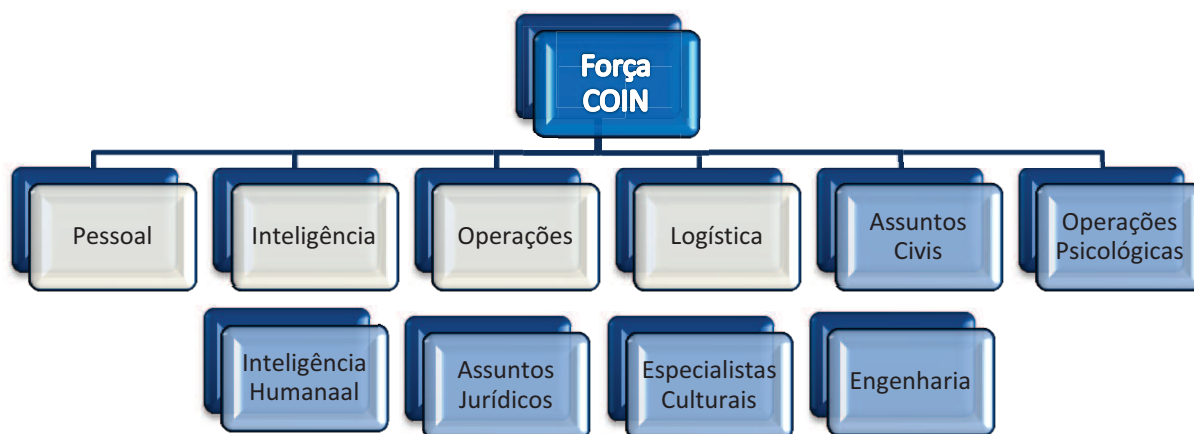 Força
COIN
Pessoal
Inteligência
Operações
Logística
Assuntos
Civis
Operações
Psicológicas
Inteligência
Humanaal
Assuntos
Jurídicos
Especialistas
Culturais
Engenharia